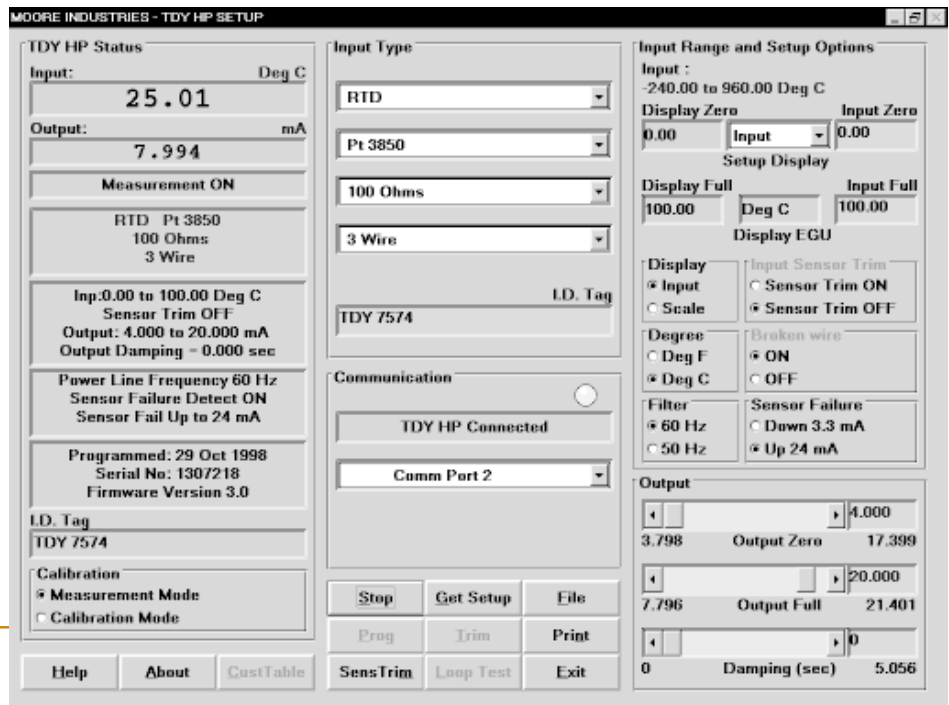 MOORE INDUSTRIES - TDY HP SETUP
TDY HP Status
Input: Deg C
25.01
Output: mA
7.994
Measurement ON
RTD Pt 3850
100 Ohms
3 Wire
Inp:0.00 to 100.00 Deg C
Sensor Trim OFF
Output: 4.000 to 20.000 mA
Output Damping - 0.000 sec
Power Line Frequency 60 Hz
Sensor Failure Detect ON
Sensor Fail Up to 24 mA
Programmed: 29 Oct 1998
Serial No: 1307218
Firmware Version 3.0
I.D. Tag
TDY 7574
Calibration
Measurement Mode
Calibration Mode
Help About CustTable
Input Type
RTD
Pt 3850
100 Ohms
3 Wire
I.D. Tag
TDY 7574
Communication
TDY HP Connected
Comm Port 2
Stop Get Setup File
Prog Trim Print
SensTrim Loop Test Exit
Input Range and Setup Options
Input :
-240.00 to 960.00 Deg C
Display Zero Input Zero
0.00 Input 0.00
Setup Display
Display Full Input Full
100.00 Deg C 100.00
Display EGU
Display
Input
Scale
Input Sensor Trim
Sensor Trim ON
Sensor Trim OFF
Degree
Deg F
Deg C
Broken wire
ON
OFF
Filter
60 Hz
50 Hz
Sensor Failure
Down 3.3 mA
Up 24 mA
Output
4.000
3.798 Output Zero 17.399
20.000
7.796 Output Full 21.401
0
0 Damping (sec) 5.056